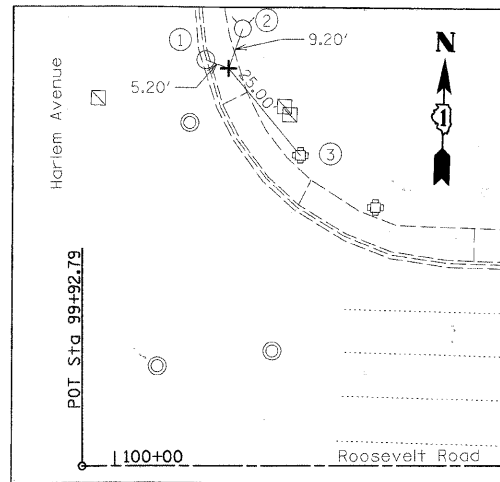 1
2
9.20'
N
5.20'
25.00'
1
3
Harlem Avenue
POT Sta 99+92.79
100+00
Roosevelt Road